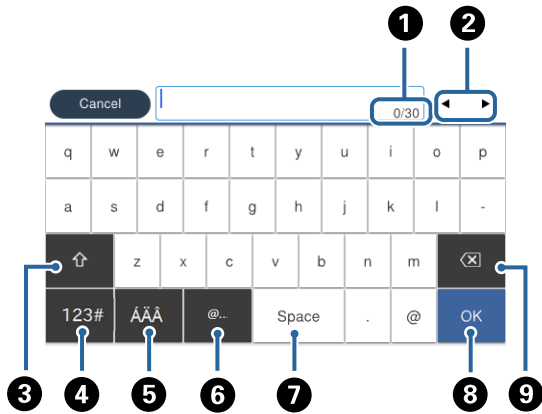 1 2
Cancel 0/30
q w e r t y u i o p
a s d f g h j k l -
z x c v b n m
123# ÁÄÂ @... Space . @ OK
3 4 5 6 7 8 9